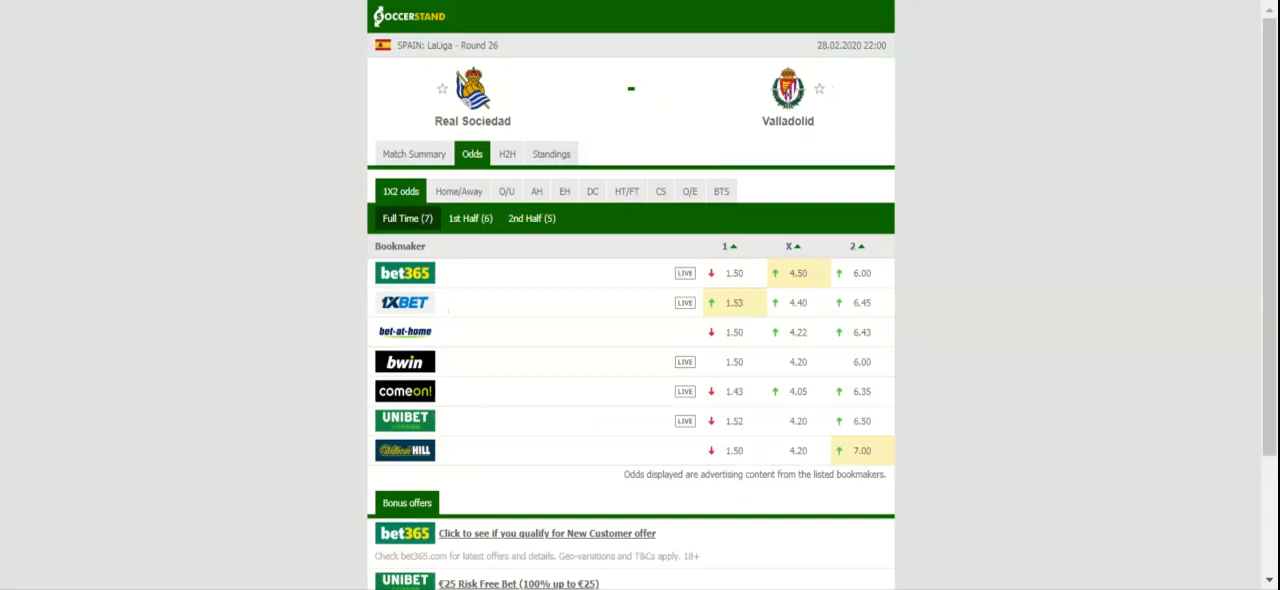 SOCCERSTAND
SPAIN: LaLiga - Round 26 28.02.2020 22:00
-
Real Sociedad Valladolid
Match Summary Odds H2H Standings
1X2 odds Home/Away O/U AH EH DC HT/FT CS O/E BTS
Full Time (7) 1st Half (6) 2nd Half (5)
Bookmaker 1 X 2
bet365 LIVE 1.50 4.50 6.00
1XBET LIVE 1.53 4.40 6.45
bet-at-home 1.50 4.22 6.43
bwin LIVE 1.50 4.20 6.00
comeon! LIVE 1.43 4.05 6.35
UNIBET LIVE 1.52 4.20 6.50
William HILL 1.50 4.20 7.00
Odds displayed are advertising content from the listed bookmakers.
Bonus offers
bet365 Click to see if you qualify for New Customer offer
Check bet365.com for latest offers and details. Geo-variations and T&Cs apply. 18+
UNIBET €25 Risk Free Bet (100% up to €25)